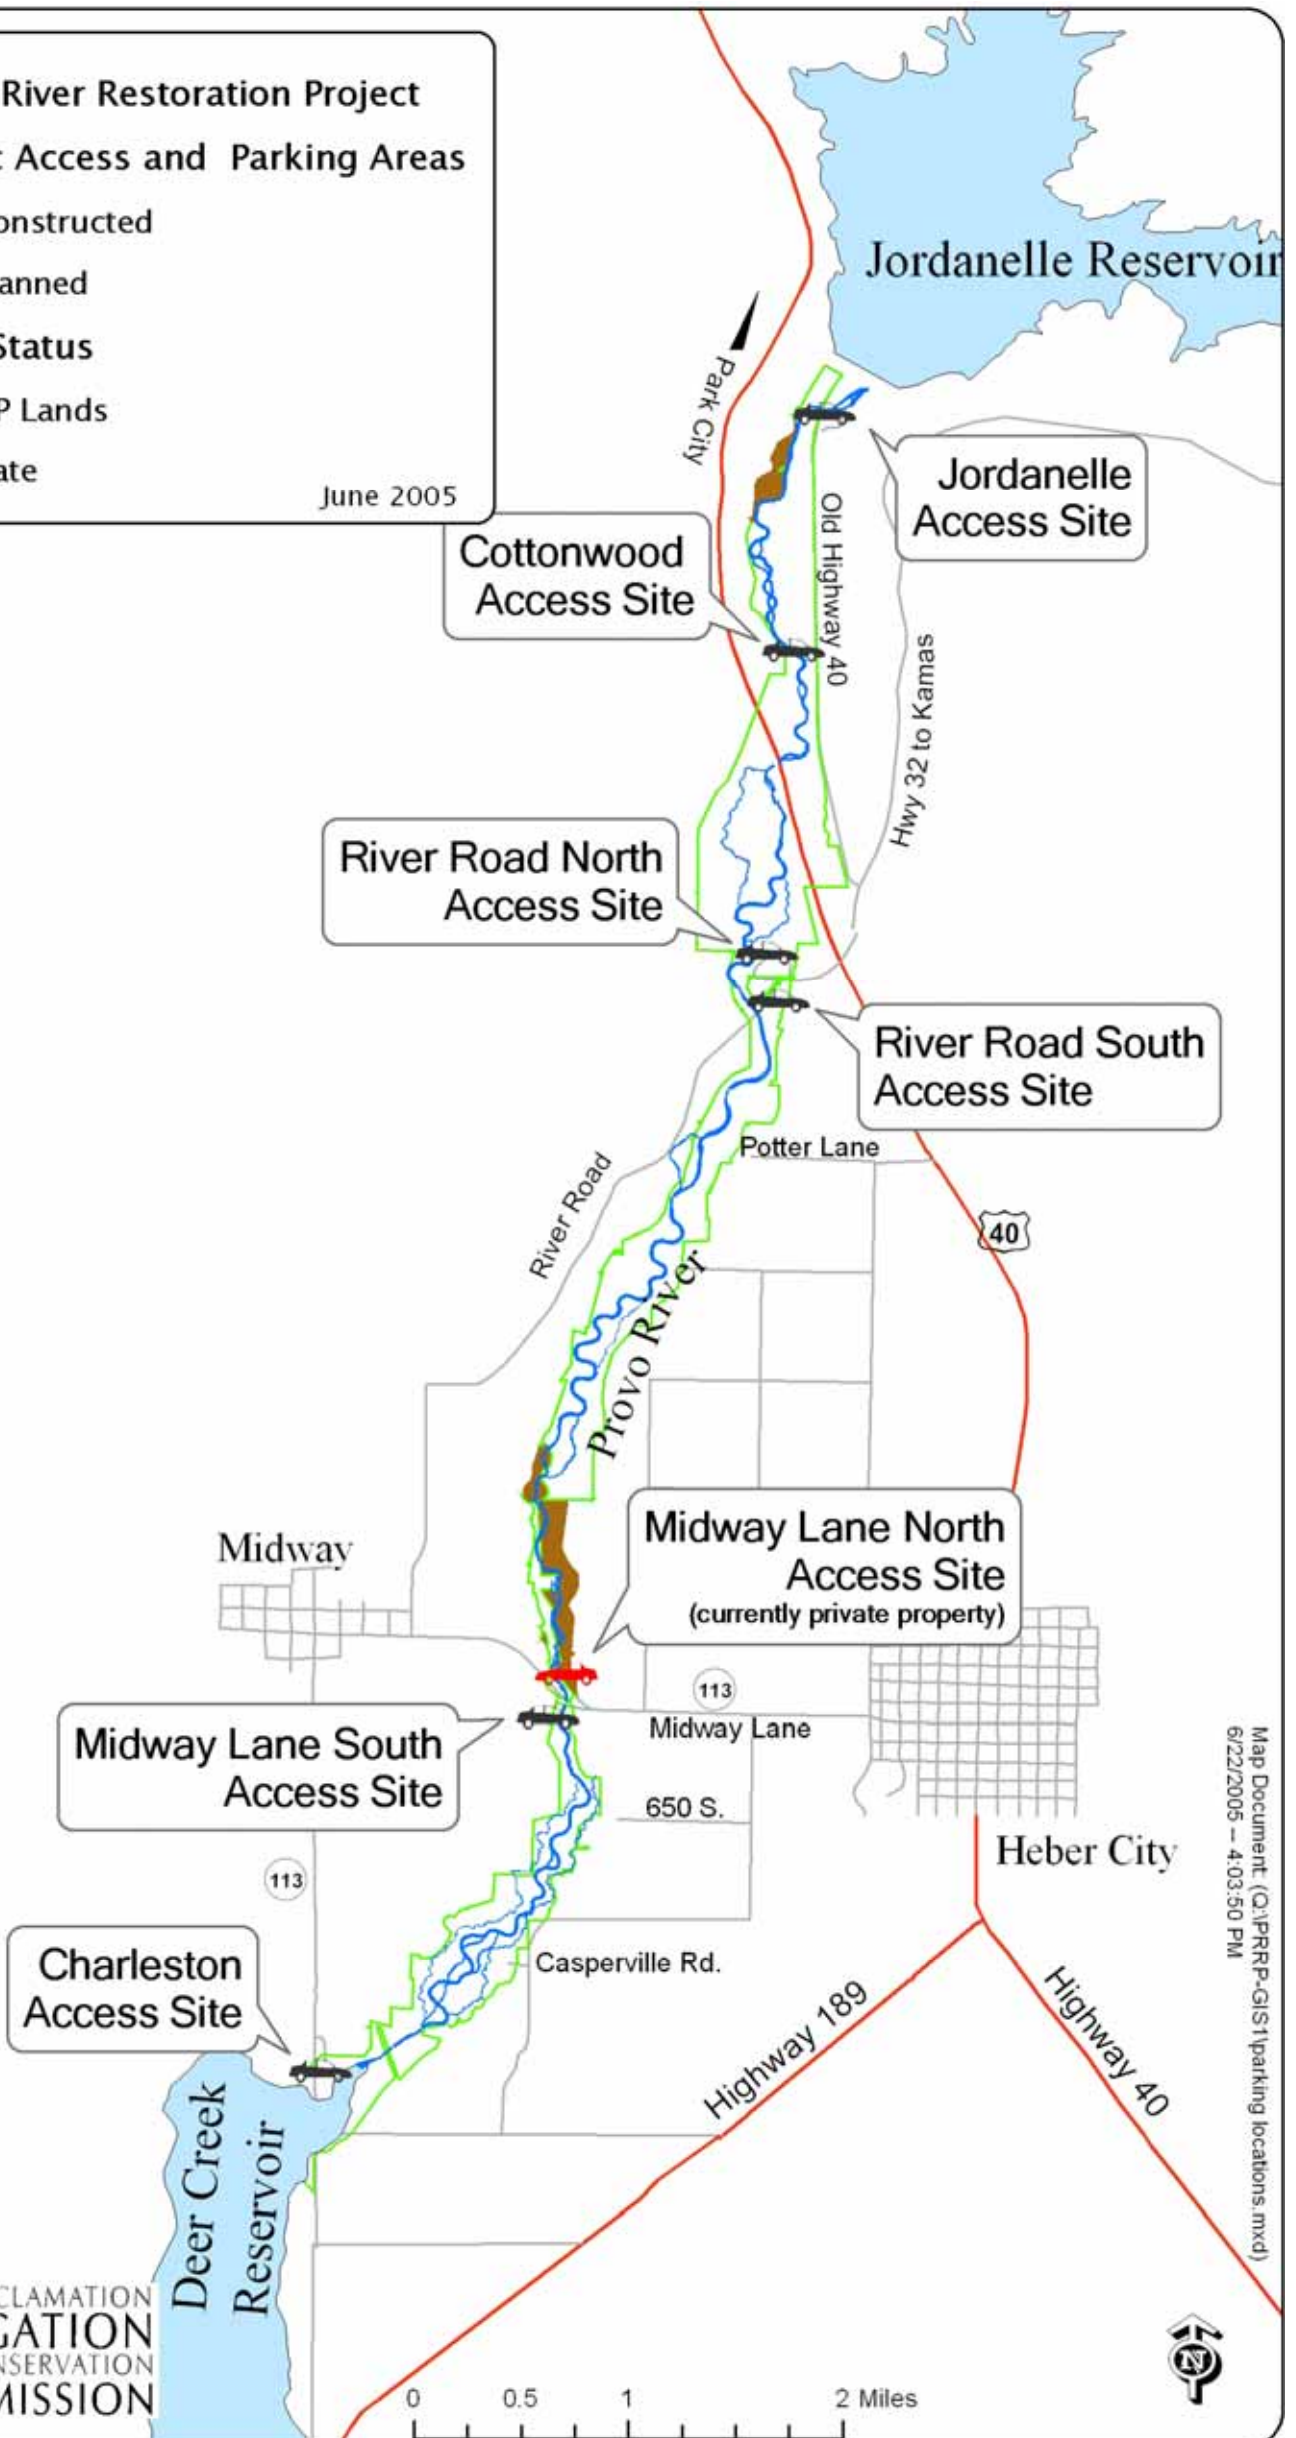 River Restoration Project
Access and Parking Areas
onstructed
anned
Status
P Lands
ate
June 2005
Jordanelle Reservoir
Park City
Jordanelle
Access Site
Old Highway 40
Cottonwood
Access Site
Hwy 32 to Kamas
River Road North
Access Site
River Road South
Access Site
Potter Lane
River Road
40
Provo River
Midway
Midway Lane North
Access Site
(currently private property)
113
Midway Lane
Midway Lane South
Access Site
650 S.
Heber City
113
Casperville Rd.
Charleston
Access Site
Highway 189
Highway 40
Deer Creek
Reservoir
Map Document: (Q:\PRRP-GIS1\parking locations.mxd)
6/22/2005 -- 4:03:50 PM
CLAMATION
GATION
NSERVATION
MISSION
N
0 0.5 1 2 Miles